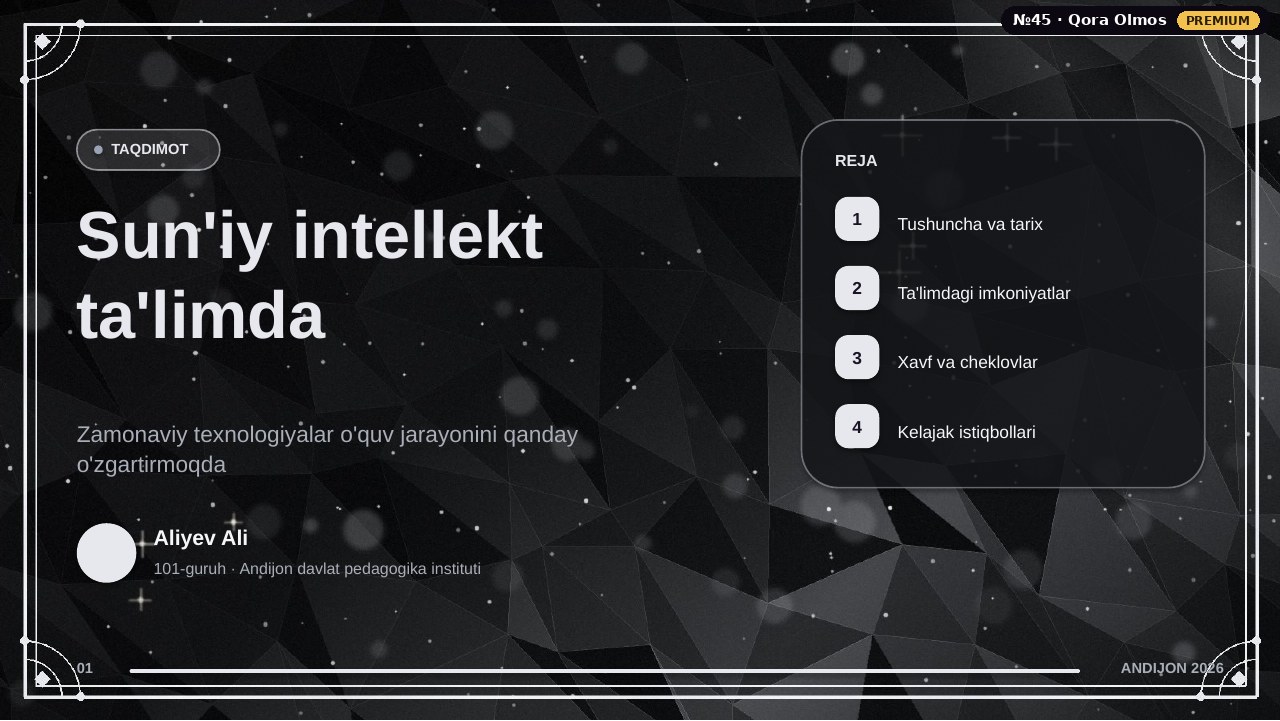 №45 · Qora Olmos PREMIUM
TAQDIMOT
Sun'iy intellekt
ta'limda
Zamonaviy texnologiyalar o'quv jarayonini qanday
o'zgartirmoqda
Aliyev Ali
101-guruh · Andijon davlat pedagogika instituti
REJA
1 Tushuncha va tarix
2 Ta'limdagi imkoniyatlar
3 Xavf va cheklovlar
4 Kelajak istiqbollari
01
ANDIJON 2026